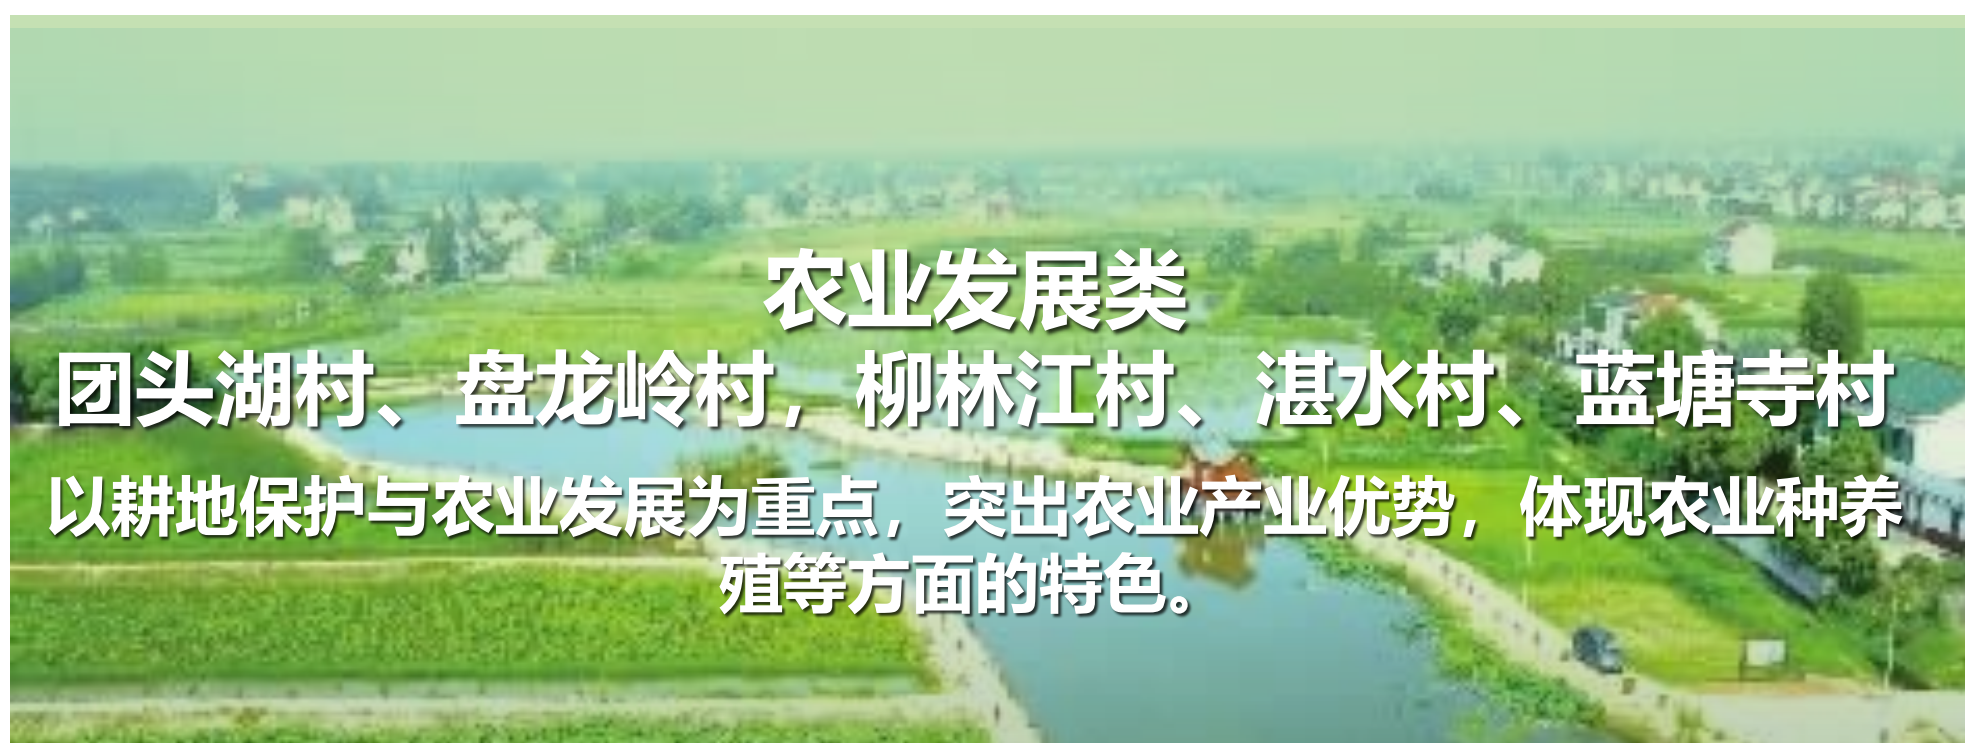 农业发展类
团头湖村、盘龙岭村，柳林江村、湛水村、蓝塘寺村
以耕地保护与农业发展为重点，突出农业产业优势，体现农业种养
殖等方面的特色。